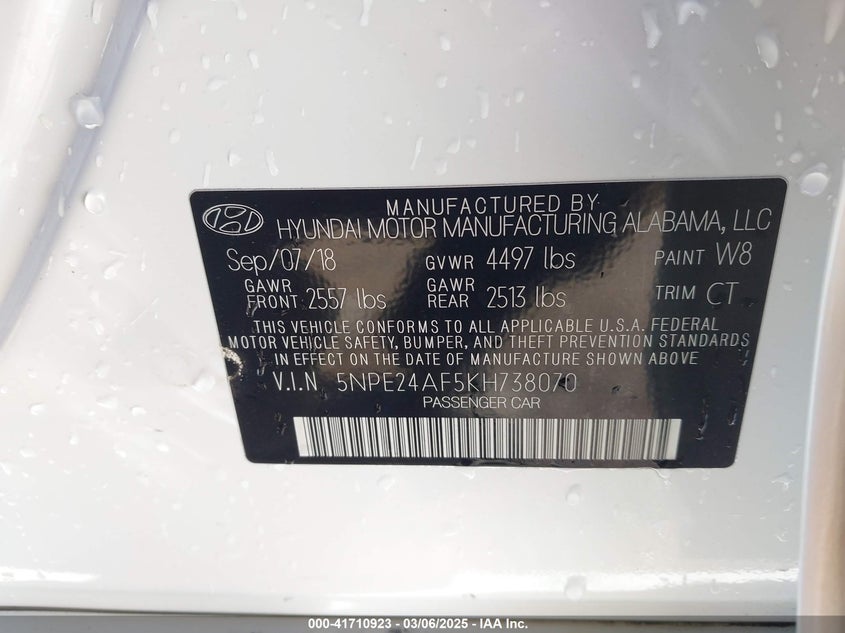 MANUFACTURED BY
HYUNDAI MOTOR MANUFACTURING ALABAMA, LLC
Sep/07/18 GVWR 4497 lbs PAINT W8
GAWR FRONT 2557 lbs GAWR REAR 2513 lbs TRIM CT
THIS VEHICLE CONFORMS TO ALL APPLICABLE U.S.A. FEDERAL
MOTOR VEHICLE SAFETY, BUMPER, AND THEFT PREVENTION STANDARDS
IN EFFECT ON THE DATE OF MANUFACTURE SHOWN ABOVE
V.I.N 5NPE24AF5KH738070
PASSENGER CAR
000-41710923 - 03/06/2025 - IAA Inc.